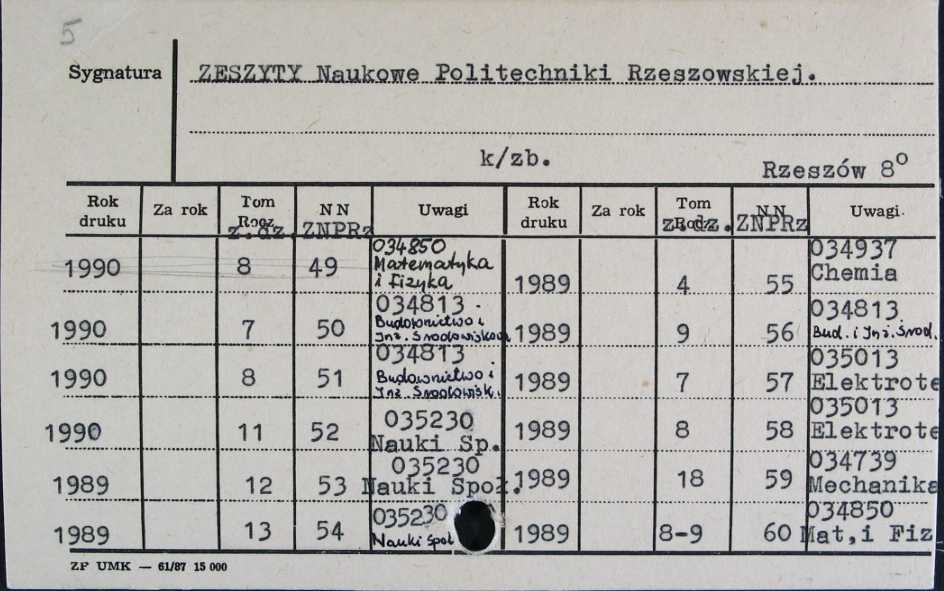 5
Sygnatura ZESZYTY Naukowe Politechniki Rzeszowskiej.
k/zb.
Rzeszów 8°
Rok druku Za rok Tom Rocz. NN Uwagi Rok druku Za rok Tom Rocz. NN Uwagi
z.dz. ZNPRz z.dz. ZNPRz
1990 8 49 034850 Matematyka i Fizyka 1989 4 55 034937 Chemia
1990 7 50 034813 Budownictwo i Inż. Środowiskowa 1989 9 56 034813 Bud. i Inż. Środ.
1990 8 51 034813 Budownictwo i Inż. Środowisk. 1989 7 57 035013 Elektrote
1990 11 52 035230 Nauki Sp. 1989 8 58 035013 Elektrote
1989 12 53 035230 Nauki Społ. 1989 18 59 034739 Mechanika
1989 13 54 035230 Nauki Społ 1989 8-9 60 034850 Mat,i Fiz
ZP UMK — 61/87 15 000